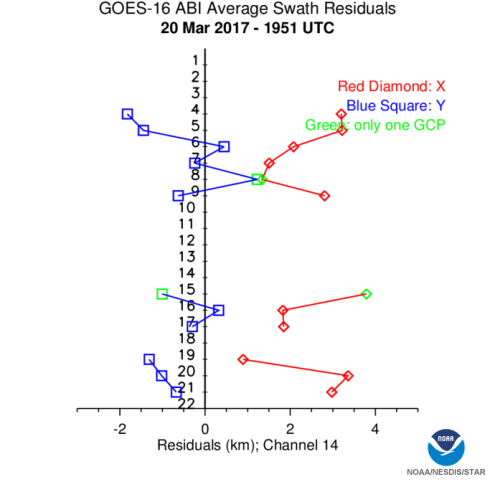 GOES-16 ABI Average Swath Residuals
20 Mar 2017 - 1951 UTC
1
2
3
Red Diamond: X
Blue Square: Y
4
Green: only one GCP
5
6
7
8
9
10
11
12
13
14
15
16
17
18
19
20
21
22
-2 0 2 4
Residuals (km); Channel 14
NOAA
NOAA/NESDIS/STAR